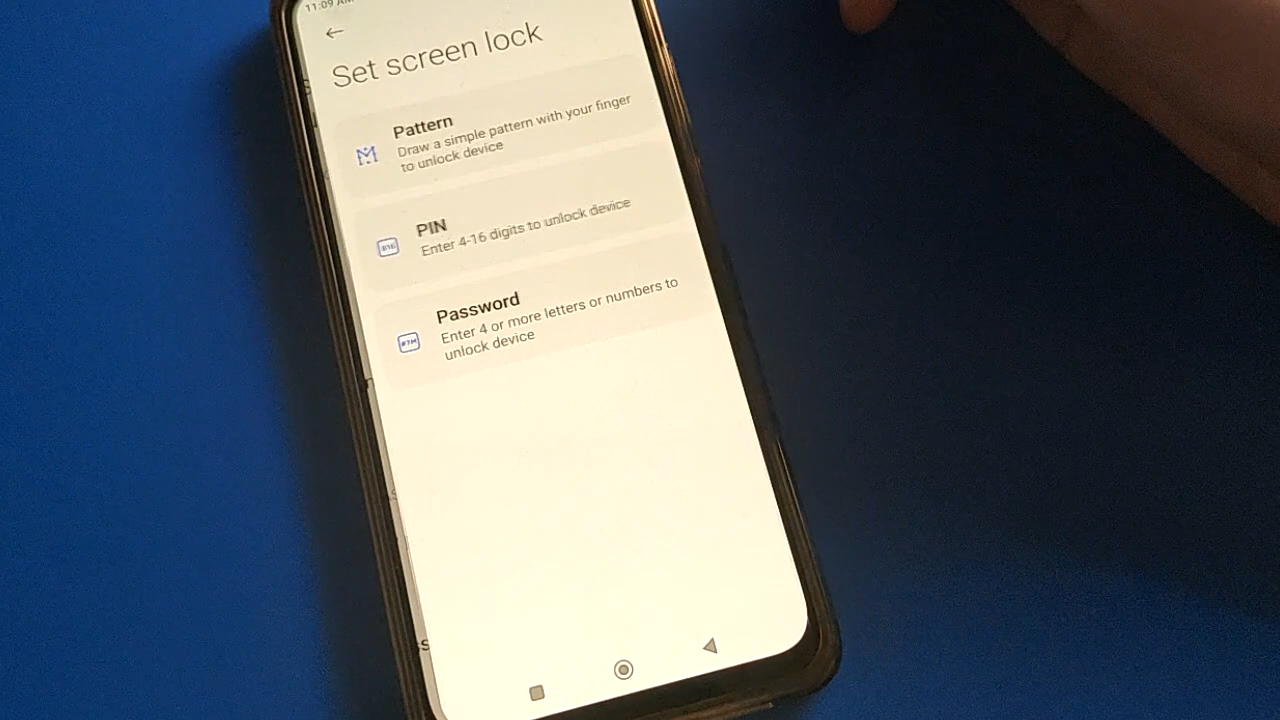 11:09 AM
Set screen lock
Pattern
Draw a simple pattern with your finger
to unlock device
PIN
Enter 4-16 digits to unlock device
Password
Enter 4 or more letters or numbers to
unlock device